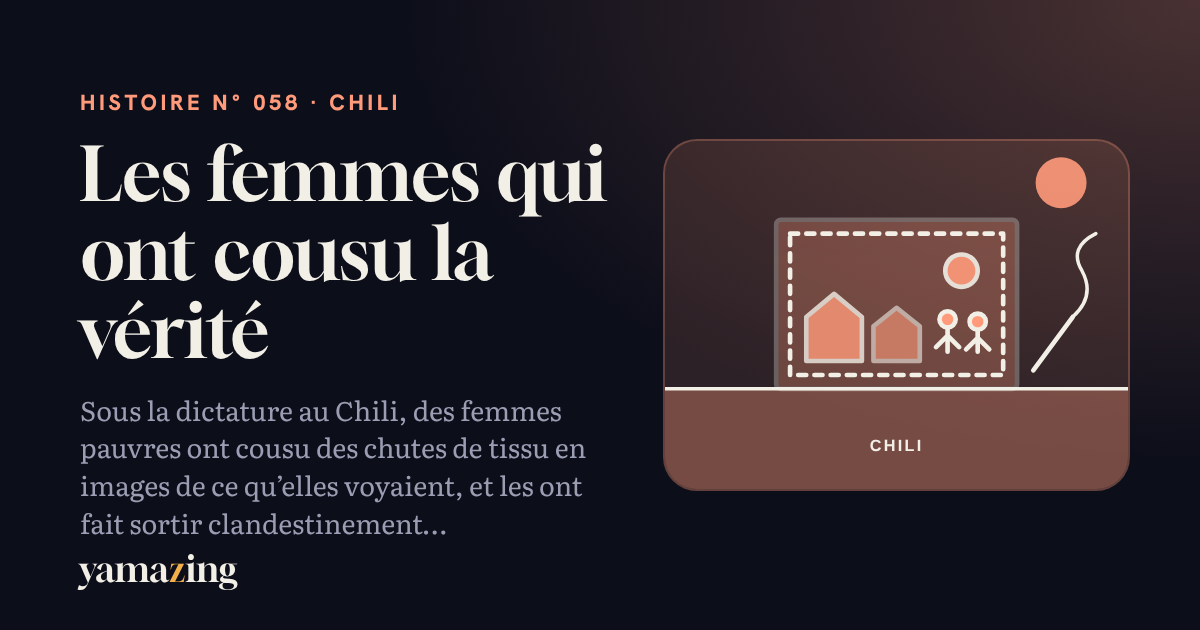 HISTOIRE N° 058 · CHILI
Les femmes qui
ont cousu la
vérité
Sous la dictature au Chili, des femmes
pauvres ont cousu des chutes de tissu en
images de ce qu’elles voyaient, et les ont
fait sortir clandestinement…
yamazing
CHILI